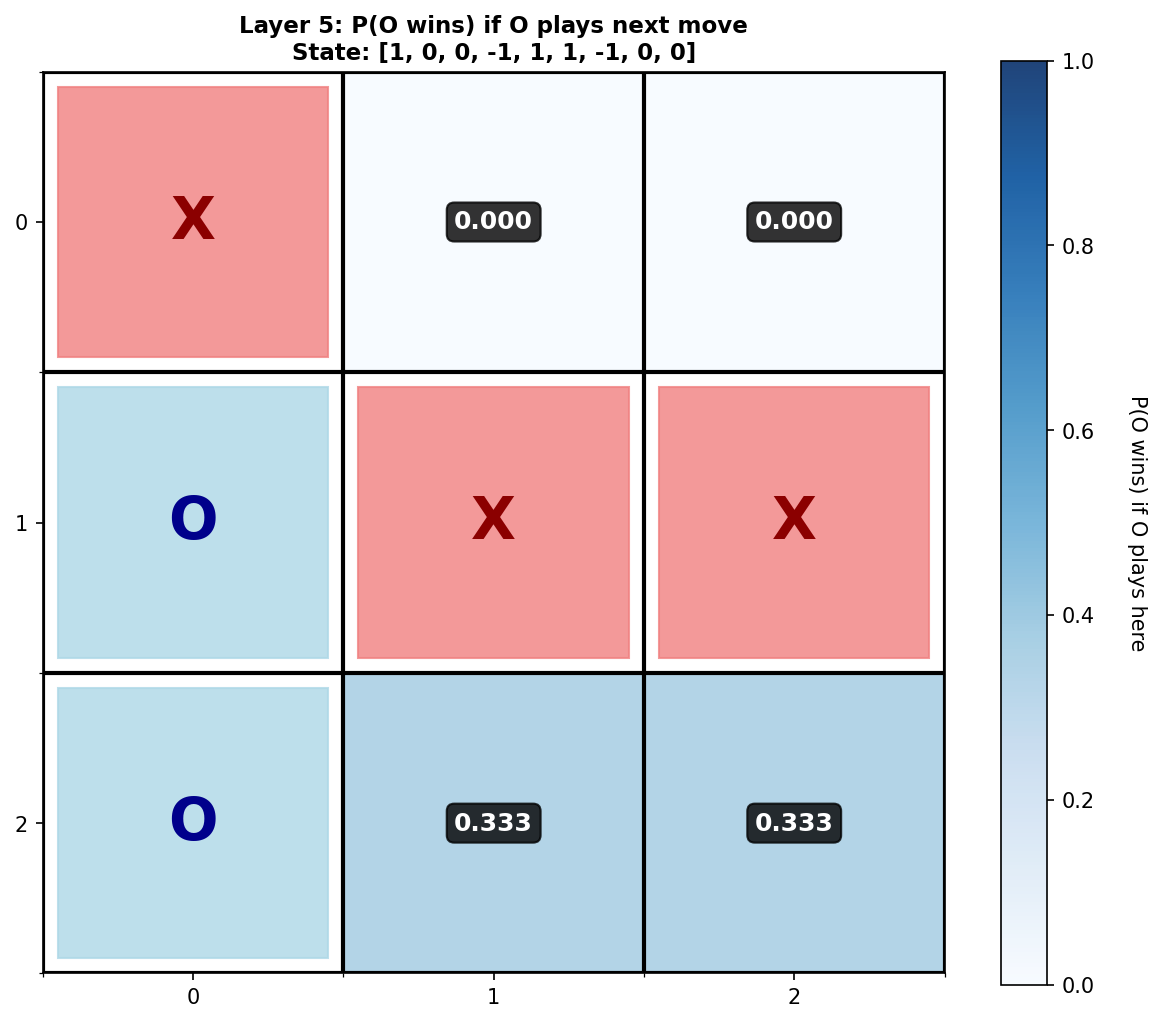 Layer 5: P(O wins) if O plays next move
State: [1, 0, 0, -1, 1, 1, -1, 0, 0]
X
0.000
0.000
O
X
X
O
0.333
0.333
0
1
2
0
1
2
1.0
0.8
0.6
0.4
0.2
0.0
P(O wins) if O plays here